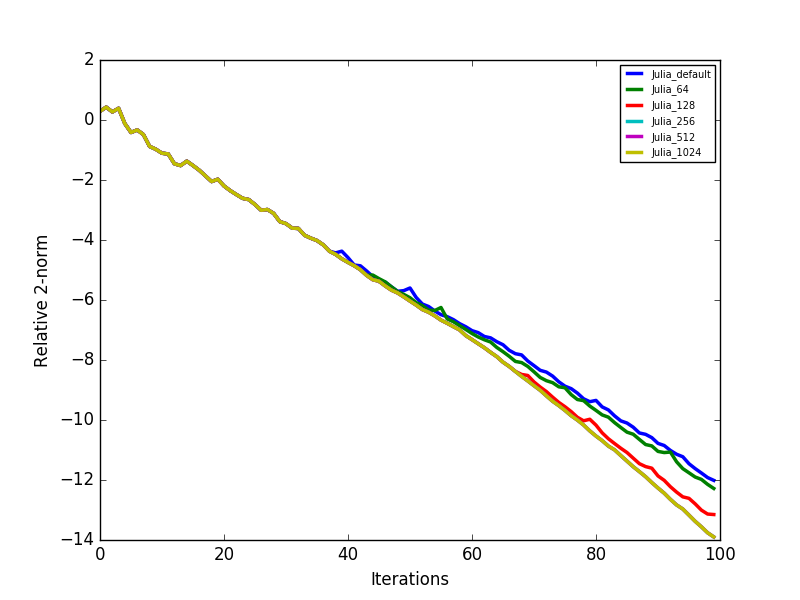 2
0
−2
−4
−6
−8
−10
−12
−14
0
20
40
60
80
100
Relative 2-norm
Iterations
Julia_default
Julia_64
Julia_128
Julia_256
Julia_512
Julia_1024